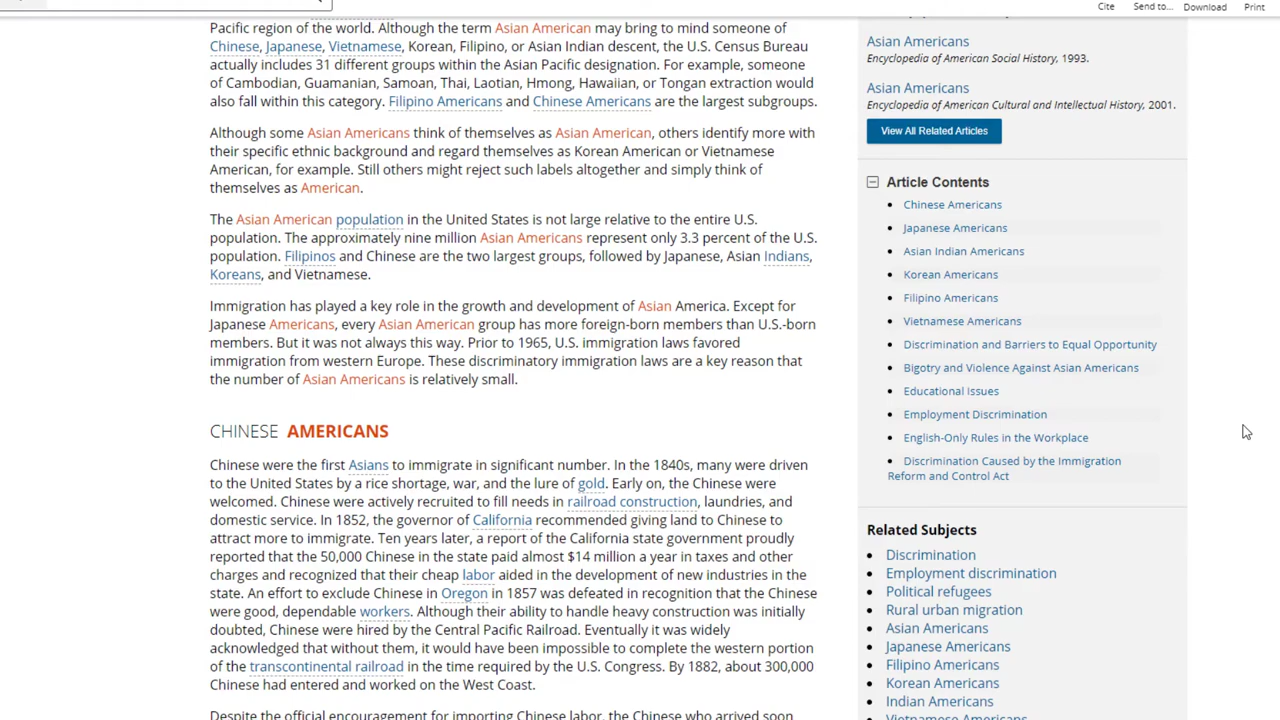 Cite Send to... Download Print
Pacific region of the world. Although the term Asian American may bring to mind someone of
Chinese, Japanese, Vietnamese, Korean, Filipino, or Asian Indian descent, the U.S. Census Bureau
actually includes 31 different groups within the Asian Pacific designation. For example, someone
of Cambodian, Guamanian, Samoan, Thai, Laotian, Hmong, Hawaiian, or Tongan extraction would
also fall within this category. Filipino Americans and Chinese Americans are the largest subgroups.
Although some Asian Americans think of themselves as Asian American, others identify more with
their specific ethnic background and regard themselves as Korean American or Vietnamese
American, for example. Still others might reject such labels altogether and simply think of
themselves as American.
The Asian American population in the United States is not large relative to the entire U.S.
population. The approximately nine million Asian Americans represent only 3.3 percent of the U.S.
population. Filipinos and Chinese are the two largest groups, followed by Japanese, Asian Indians,
Koreans, and Vietnamese.
Immigration has played a key role in the growth and development of Asian America. Except for
Japanese Americans, every Asian American group has more foreign-born members than U.S.-born
members. But it was not always this way. Prior to 1965, U.S. immigration laws favored
immigration from western Europe. These discriminatory immigration laws are a key reason that
the number of Asian Americans is relatively small.
CHINESE AMERICANS
Chinese were the first Asians to immigrate in significant number. In the 1840s, many were driven
to the United States by a rice shortage, war, and the lure of gold. Early on, the Chinese were
welcomed. Chinese were actively recruited to fill needs in railroad construction, laundries, and
domestic service. In 1852, the governor of California recommended giving land to Chinese to
attract more to immigrate. Ten years later, a report of the California state government proudly
reported that the 50,000 Chinese in the state paid almost $14 million a year in taxes and other
charges and recognized that their cheap labor aided in the development of new industries in the
state. An effort to exclude Chinese in Oregon in 1857 was defeated in recognition that the Chinese
were good, dependable workers. Although their ability to handle heavy construction was initially
doubted, Chinese were hired by the Central Pacific Railroad. Eventually it was widely
acknowledged that without them, it would have been impossible to complete the western portion
of the transcontinental railroad in the time required by the U.S. Congress. By 1882, about 300,000
Chinese had entered and worked on the West Coast.
Despite the official encouragement for importing Chinese labor, the Chinese who arrived soon
Asian Americans
Encyclopedia of American Social History, 1993.
Asian Americans
Encyclopedia of American Cultural and Intellectual History, 2001.
View All Related Articles
Article Contents
Chinese Americans
Japanese Americans
Asian Indian Americans
Korean Americans
Filipino Americans
Vietnamese Americans
Discrimination and Barriers to Equal Opportunity
Bigotry and Violence Against Asian Americans
Educational Issues
Employment Discrimination
English-Only Rules in the Workplace
Discrimination Caused by the Immigration
Reform and Control Act
Related Subjects
Discrimination
Employment discrimination
Political refugees
Rural urban migration
Asian Americans
Japanese Americans
Filipino Americans
Korean Americans
Indian Americans
Vietnamese Americans